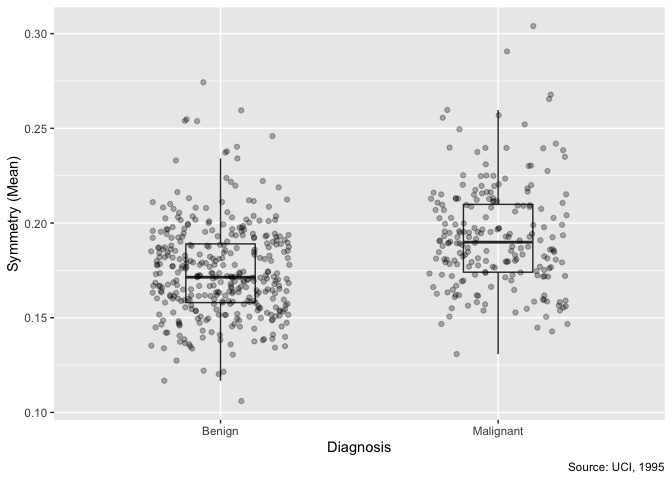 0.30
0.25
0.20
0.15
0.10
Symmetry (Mean)
Benign
Malignant
Diagnosis
Source: UCI, 1995